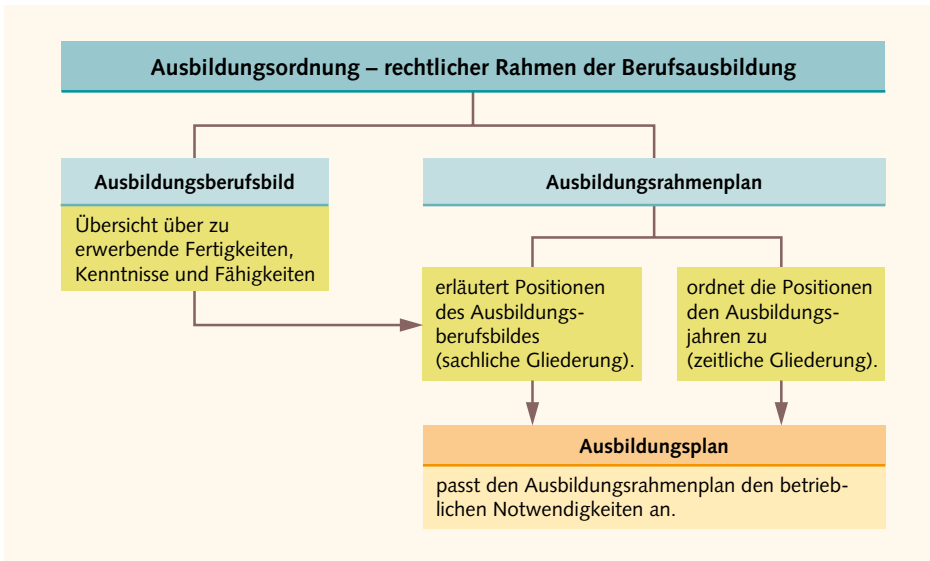 Ausbildungsordnung – rechtlicher Rahmen der Berufsausbildung
Ausbildungsberufsbild
Übersicht über zu
erwerbende Fertigkeiten,
Kenntnisse und Fähigkeiten
Ausbildungsrahmenplan
erläutert Positionen
des Ausbildungs-
berufsbildes
(sachliche Gliederung).
ordnet die Positionen
den Ausbildungs-
jahren zu
(zeitliche Gliederung).
Ausbildungsplan
passt den Ausbildungsrahmenplan den betrieb-
lichen Notwendigkeiten an.